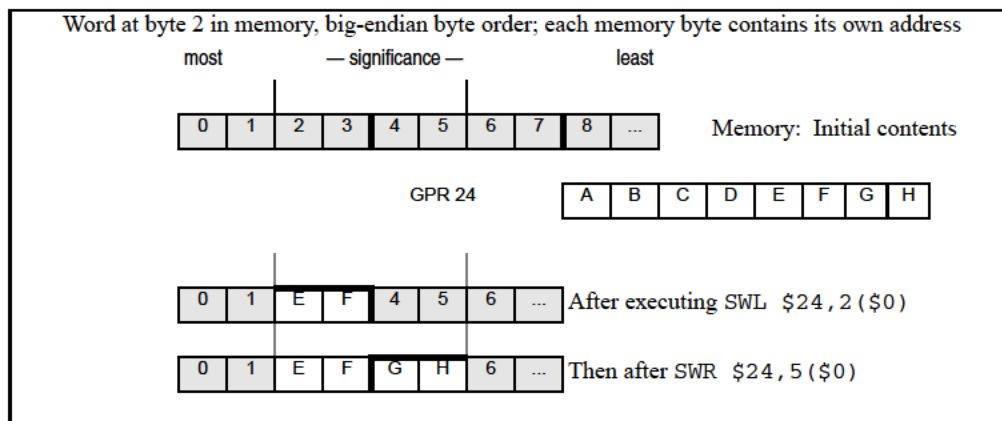 Word at byte 2 in memory, big-endian byte order; each memory byte contains its own address
most — significance — least
0 1 2 3 4 5 6 7 8 ... Memory: Initial contents
GPR 24 A B C D E F G H
0 1 E F 4 5 6 ... After executing SWL $24,2($0)
0 1 E F G H 6 ... Then after SWR $24,5($0)